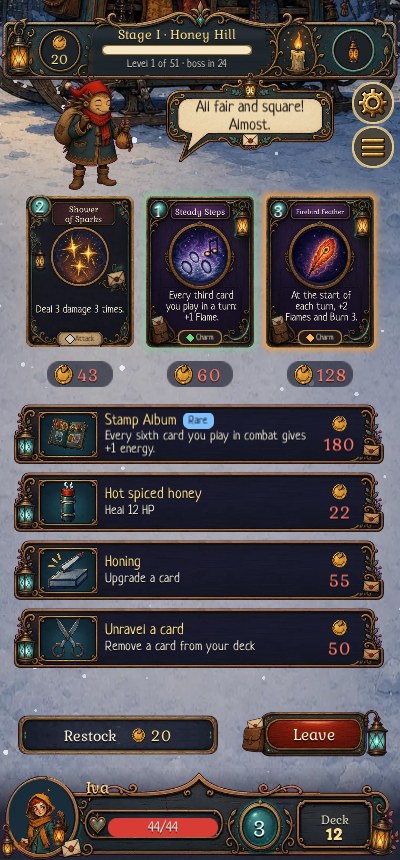 Stage I · Honey Hill
20
Level 1 of 51 · boss in 24
All fair and square!
Almost.
2
Shower
of Sparks
Deal 3 damage 3 times.
Attack
43
1
Steady Steps
Every third card
you play in a turn:
+1 Flame.
Charm
60
3
Firebird Feather
At the start of
each turn, +2
Flames and Burn 3.
Charm
128
Stamp Album Rare
Every sixth card you play in combat gives
+1 energy.
180
Hot spiced honey
Heal 12 HP
22
Honing
Upgrade a card
55
Unravel a card
Remove a card from your deck
50
Restock 20
Leave
Iva
44/44
3
Deck
12